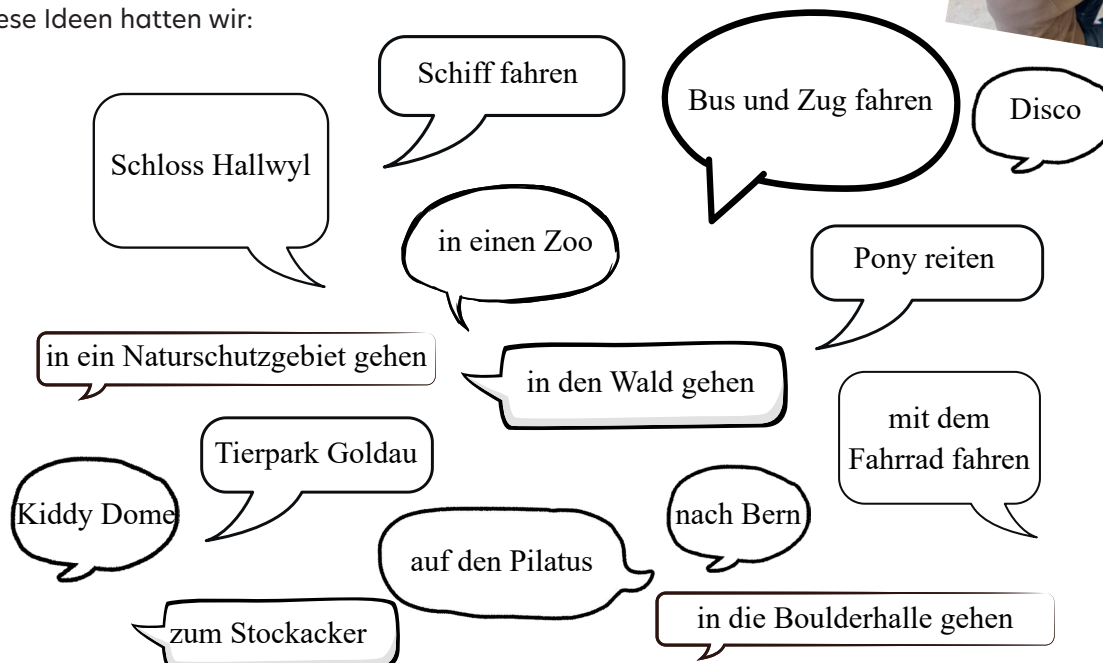 ese Ideen hatten wir:
Schiff fahren
Bus und Zug fahren
Disco
Schloss Hallwyl
in einen Zoo
Pony reiten
in ein Naturschutzgebiet gehen
in den Wald gehen
mit dem
Fahrrad fahren
Tierpark Goldau
Kiddy Dome
nach Bern
auf den Pilatus
in die Boulderhalle gehen
zum Stockacker